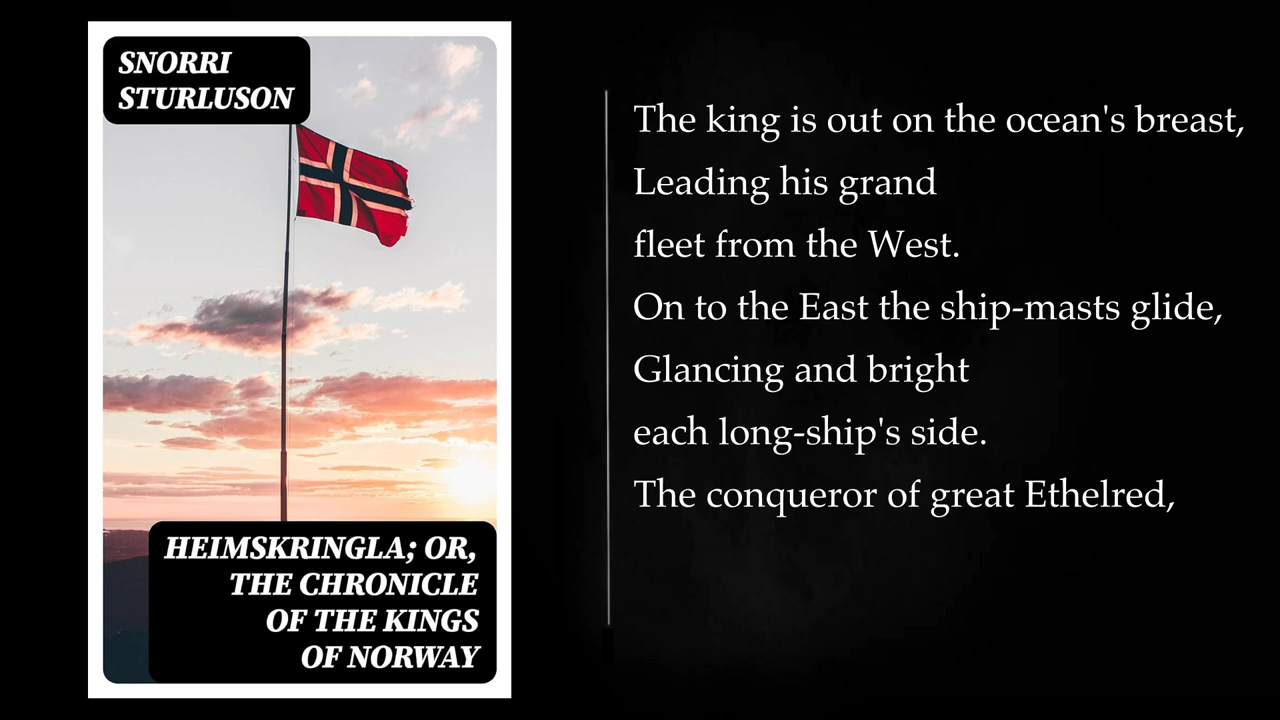 SNORRI
STURLUSON
HEIMSKRINGLA; OR,
THE CHRONICLE
OF THE KINGS
OF NORWAY
The king is out on the ocean's breast,
Leading his grand
fleet from the West.
On to the East the ship-masts glide,
Glancing and bright
each long-ship's side.
The conqueror of great Ethelred,